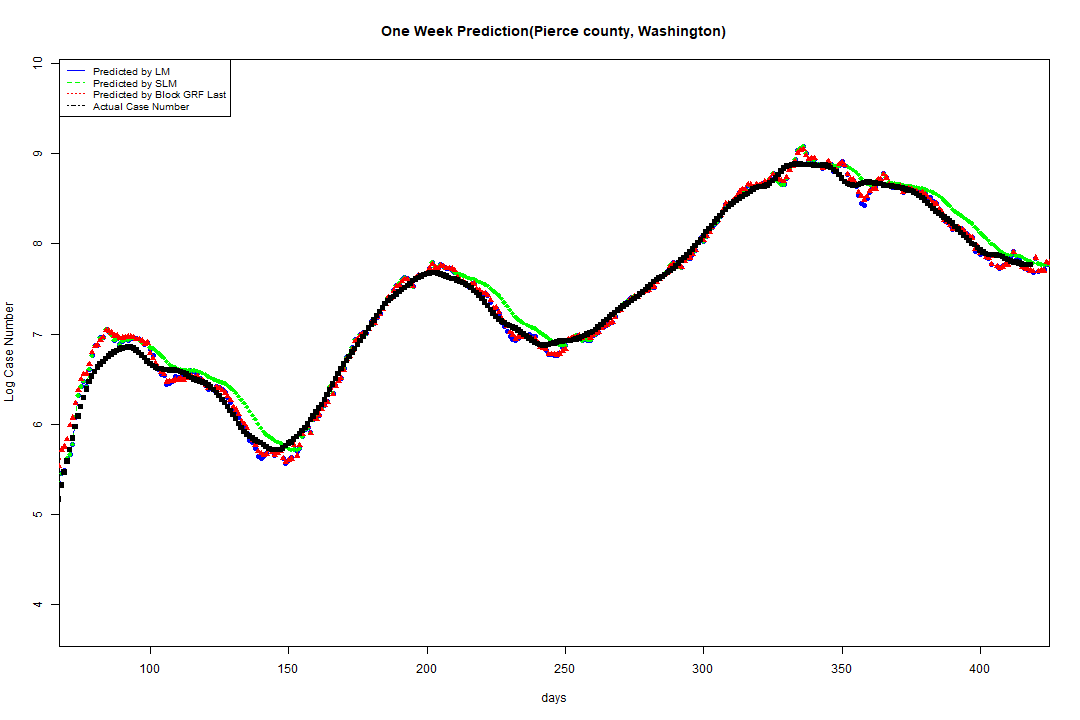 One Week Prediction(Pierce county, Washington)
Predicted by LM
Predicted by SLM
Predicted by Block GRF Last
Actual Case Number
Log Case Number
10
9
8
7
6
5
4
100 150 200 250 300 350 400
days